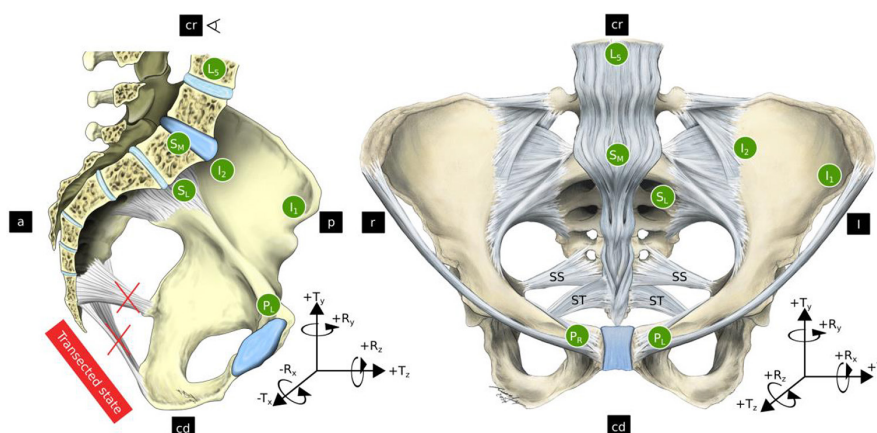 cr
L5
SM
I2
SL
I1
a
p
PL
Transected state
+Ty
+Ry
+Rz
-Rx
+Tz
-Tx
cd
cr
L5
SM
I2
SL
I1
r
l
SS
SS
ST
ST
PR
PL
+Ty
+Ry
+Rx
+Rz
+Tz
cd